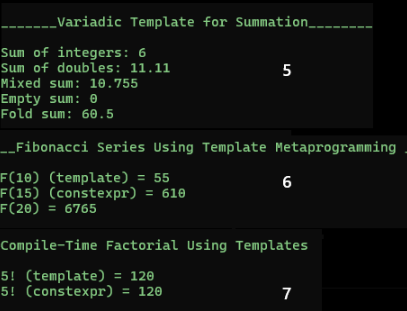 _______Variadic Template for Summation________
Sum of integers: 6
Sum of doubles: 11.11
5
Mixed sum: 10.755
Empty sum: 0
Fold sum: 60.5
__Fibonacci Series Using Template Metaprogramming _
F(10) (template) = 55
6
F(15) (constexpr) = 610
F(20) = 6765
Compile-Time Factorial Using Templates
5! (template) = 120
5! (constexpr) = 120
7